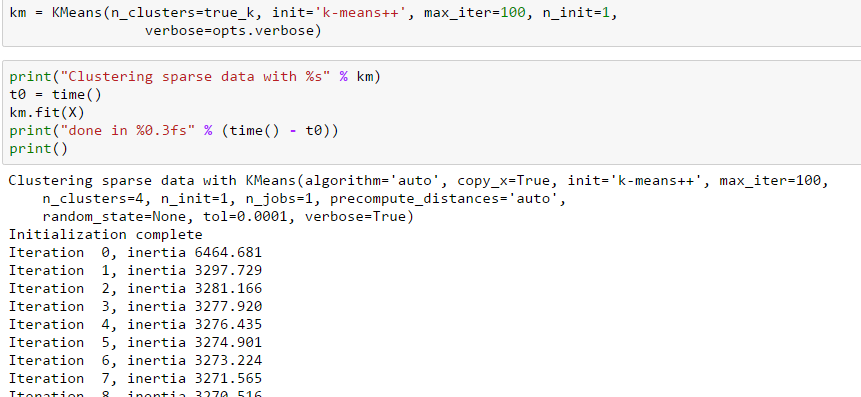 km = KMeans(n_clusters=true_k, init='k-means++', max_iter=100, n_init=1,
verbose=opts.verbose)
print("Clustering sparse data with %s" % km)
t0 = time()
km.fit(X)
print("done in %0.3fs" % (time() - t0))
print()
Clustering sparse data with KMeans(algorithm='auto', copy_x=True, init='k-means++', max_iter=100,
n_clusters=4, n_init=1, n_jobs=1, precompute_distances='auto',
random_state=None, tol=0.0001, verbose=True)
Initialization complete
Iteration  0, inertia 6464.681
Iteration  1, inertia 3297.729
Iteration  2, inertia 3281.166
Iteration  3, inertia 3277.920
Iteration  4, inertia 3276.435
Iteration  5, inertia 3274.901
Iteration  6, inertia 3273.224
Iteration  7, inertia 3271.565
Iteration  8, inertia 3270.516